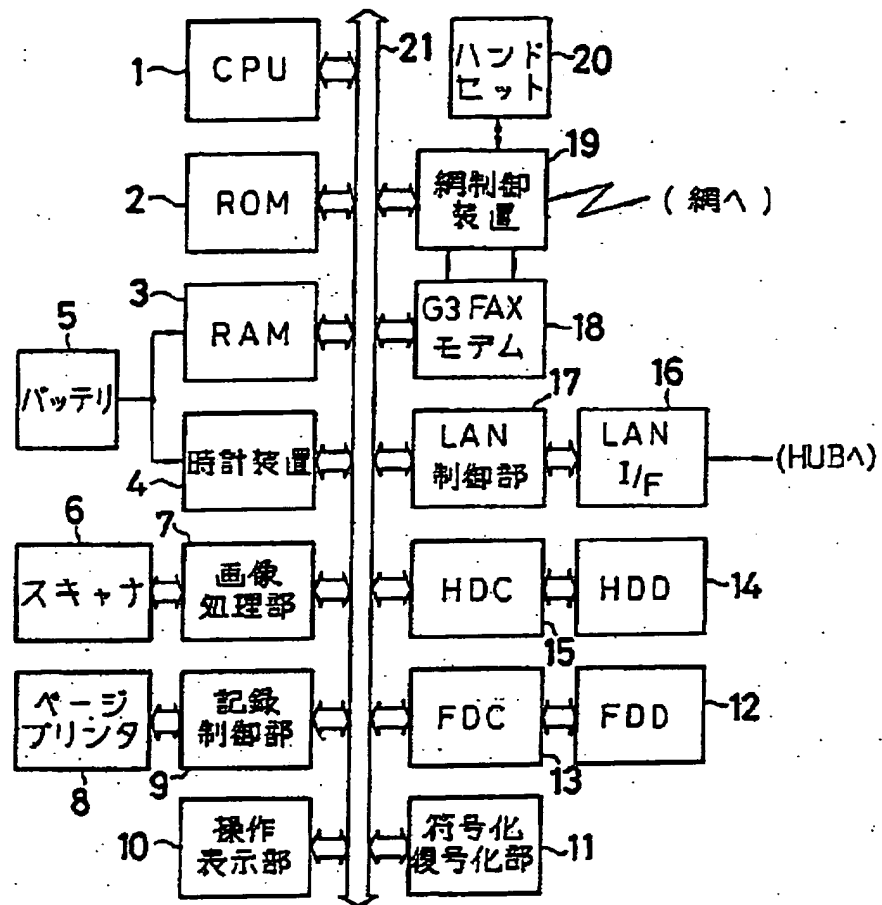 1
CPU
21
ハンド
セット
20
2
ROM
19
網制御
装置
(網へ)
3
RAM
G3 FAX
モデム
18
5
バッテリ
4
時計装置
17
LAN
制御部
16
LAN
I/F
(HUBへ)
6
スキャナ
7
画像
処理部
HDC
15
HDD
14
ページ
プリンタ
8
記録
制御部
9
FDC
13
FDD
12
10
操作
表示部
符号化
復号化部
11